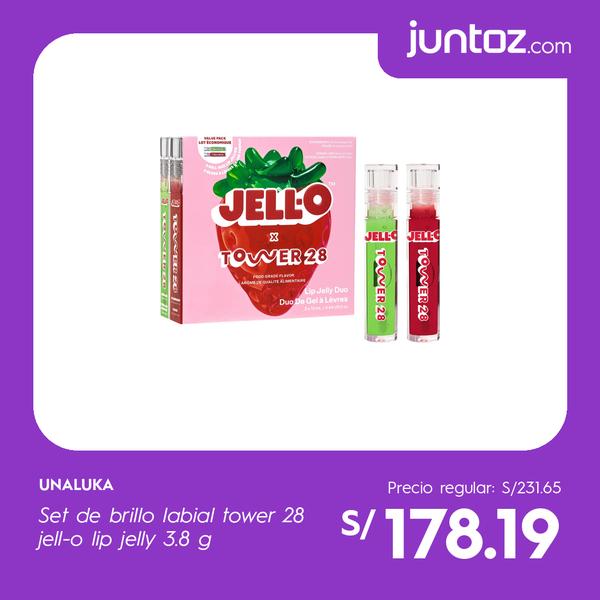 juntoz.com
VALUE PACK
LOT ÉCONOMIQUE
JELL-O™
X
TOWER 28
FOOD GRADE FLAVOR
ARÔME DE QUALITÉ ALIMENTAIRE
Lip Jelly Duo
Duo De Gel à Lèvres
JELL-O
TOWER 28
JELL-O
TOWER 28
UNALUKA
Set de brillo labial tower 28
jell-o lip jelly 3.8 g
Precio regular: S/231.65
S/178.19